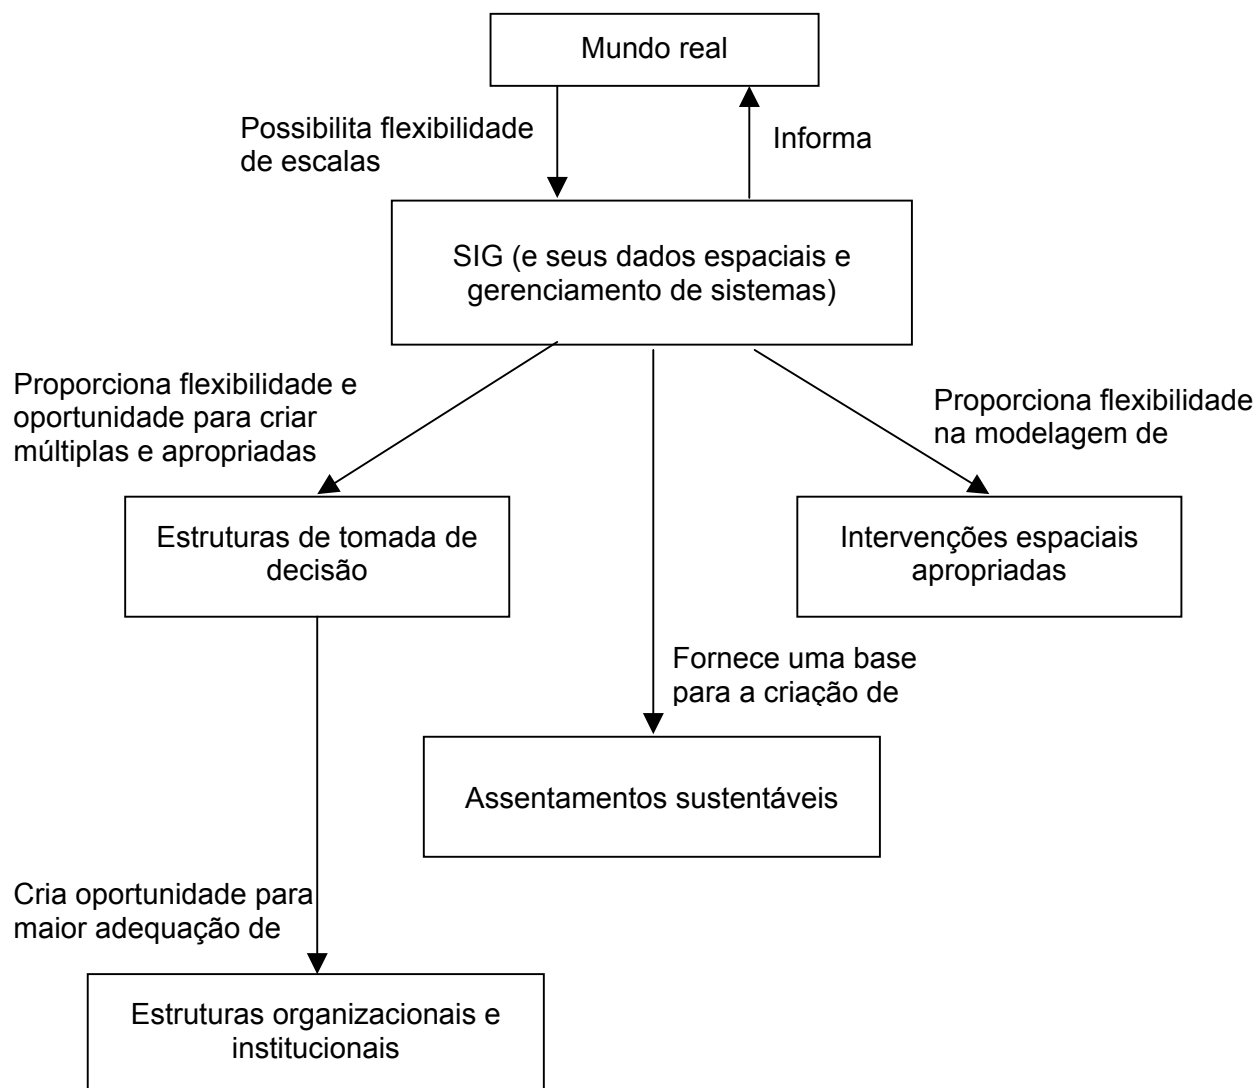 Mundo real
Possibilita flexibilidade
de escalas
Informa
SIG (e seus dados espaciais e
gerenciamento de sistemas)
Proporciona flexibilidade e
oportunidade para criar
múltiplas e apropriadas
Proporciona flexibilidade
na modelagem de
Estruturas de tomada de
decisão
Intervenções espaciais
apropriadas
Fornece uma base
para a criação de
Assentamentos sustentáveis
Cria oportunidade para
maior adequação de
Estruturas organizacionais e
institucionais